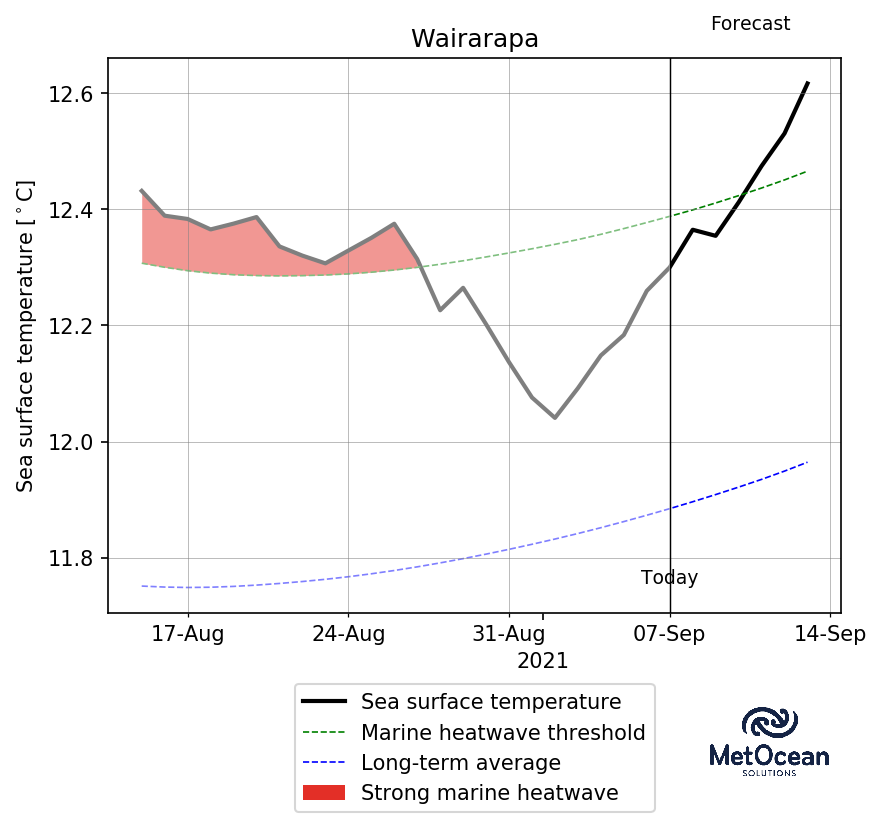 Forecast
Wairarapa
Sea surface temperature [°C]
12.6
12.4
12.2
12.0
11.8
Today
17-Aug 24-Aug 31-Aug 07-Sep 14-Sep
2021
Sea surface temperature
Marine heatwave threshold
Long-term average
Strong marine heatwave
MetOcean
SOLUTIONS